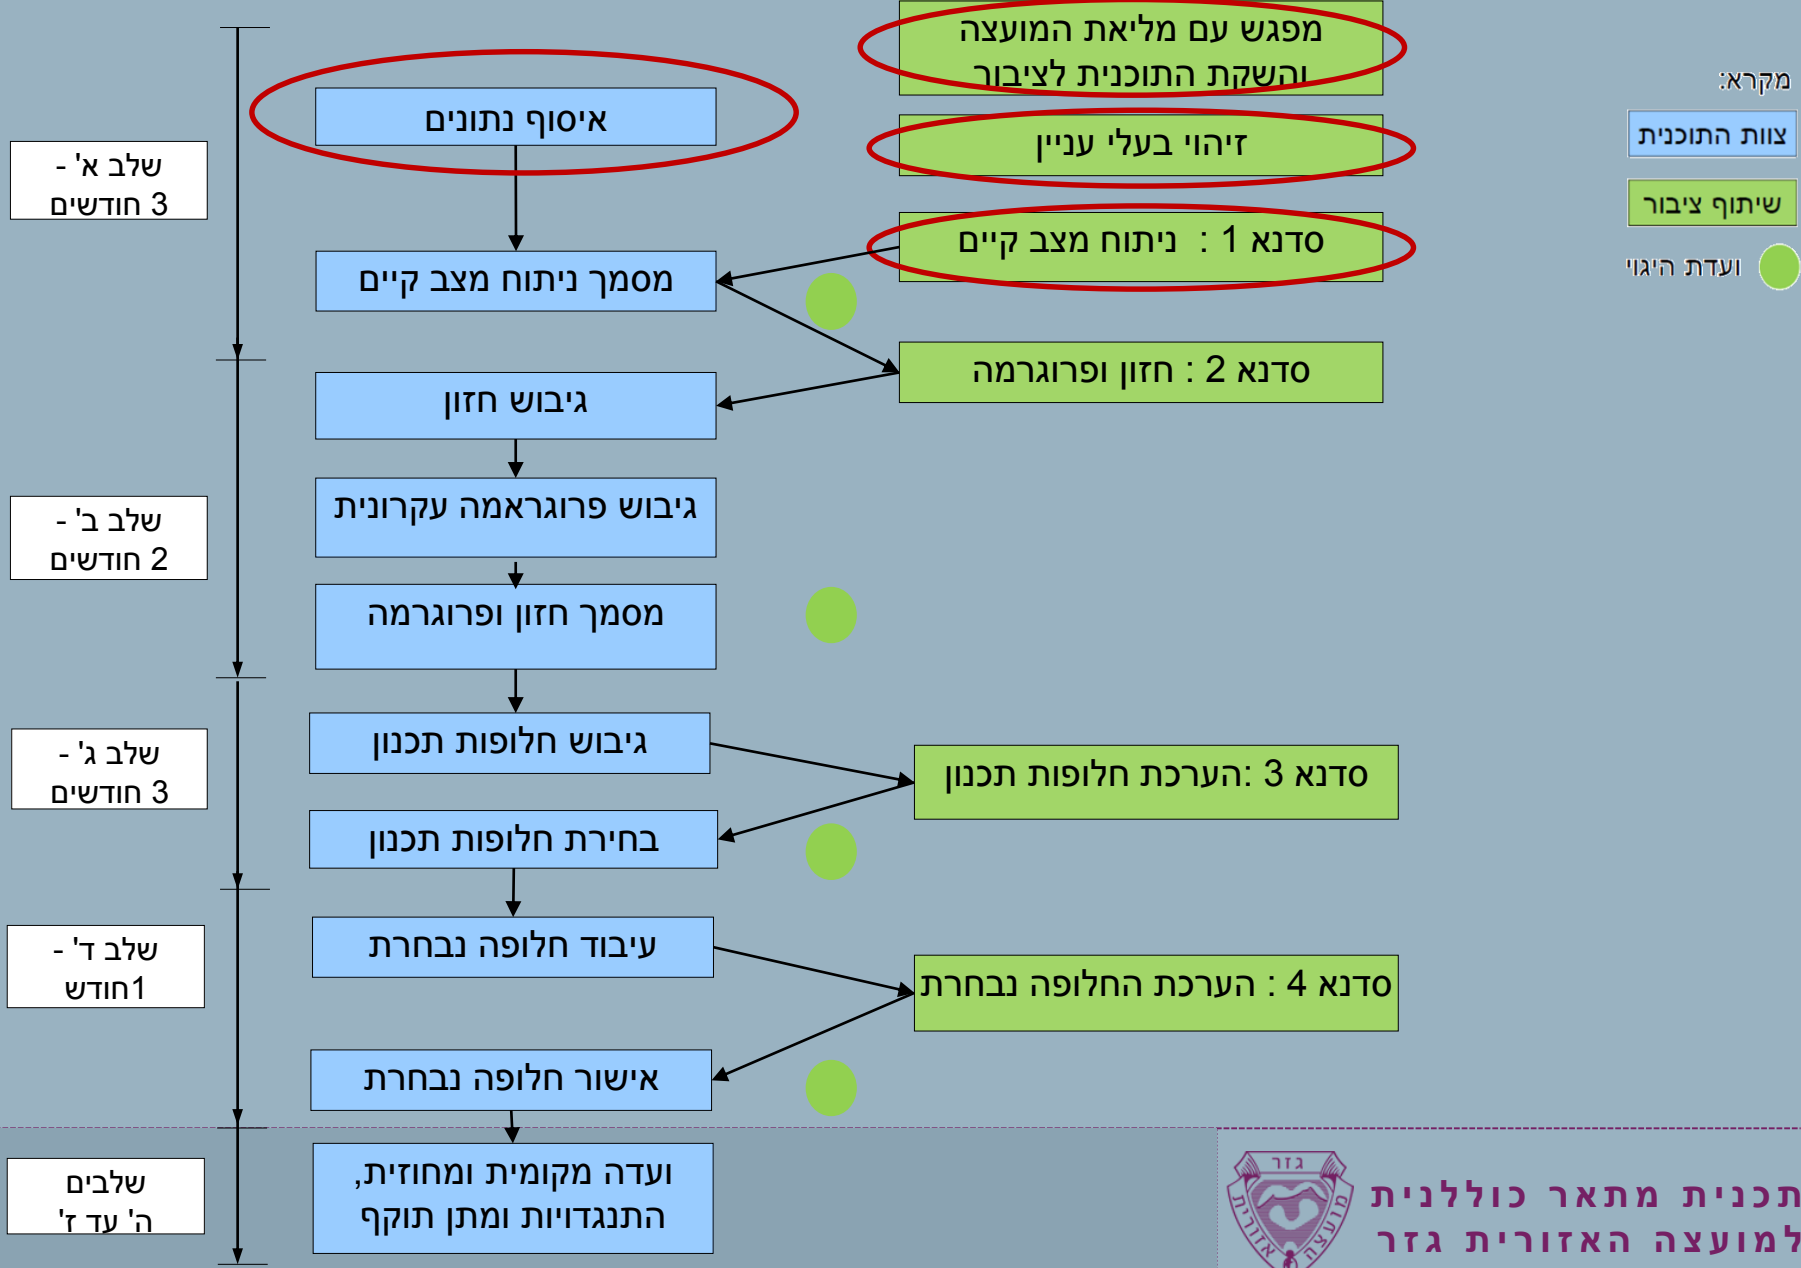 מפגש עם מליאת המועצה
והשקת התוכנית לציבור
מקרא:
צוות התוכנית
שיתוף ציבור
ועדת היגוי
איסוף נתונים
זיהוי בעלי עניין
שלב א' -
3 חודשים
סדנא 1 : ניתוח מצב קיים
מסמך ניתוח מצב קיים
סדנא 2 : חזון ופרוגרמה
גיבוש חזון
גיבוש פרוגראמה עקרונית
שלב ב' -
2 חודשים
מסמך חזון ופרוגרמה
גיבוש חלופות תכנון
שלב ג' -
3 חודשים
סדנא 3 :הערכת חלופות תכנון
בחירת חלופות תכנון
עיבוד חלופה נבחרת
שלב ד' -
1חודש
סדנא 4 : הערכת החלופה נבחרת
אישור חלופה נבחרת
ועדה מקומית ומחוזית,
התנגדויות ומתן תוקף
שלבים
ה' עד ז'
גזר
מועצה אזורית
תכנית מתאר כוללנית
למועצה האזורית גזר